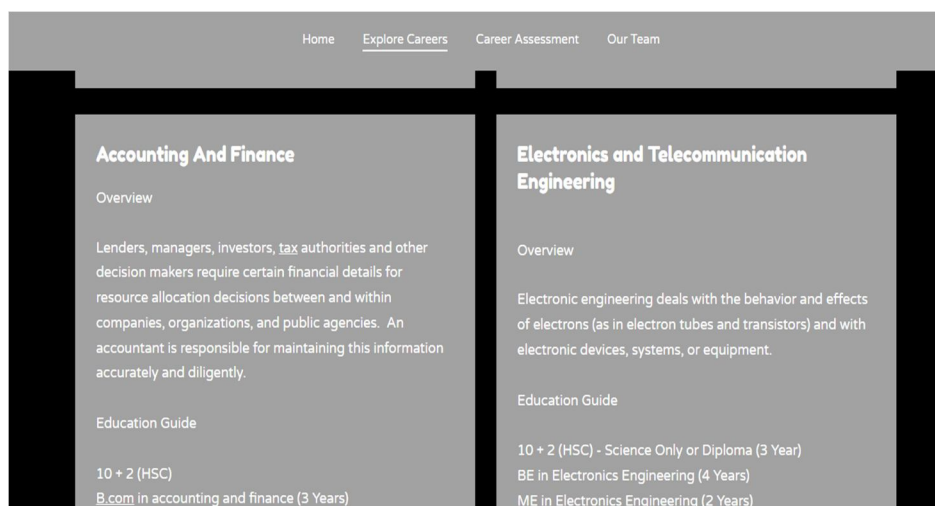 Home Explore Careers Career Assessment Our Team
Accounting And Finance
Overview
Lenders, managers, investors, tax authorities and other
decision makers require certain financial details for
resource allocation decisions between and within
companies, organizations, and public agencies. An
accountant is responsible for maintaining this information
accurately and diligently.
Education Guide
10 + 2 (HSC)
B.com in accounting and finance (3 Years)
Electronics and Telecommunication
Engineering
Overview
Electronic engineering deals with the behavior and effects
of electrons (as in electron tubes and transistors) and with
electronic devices, systems, or equipment.
Education Guide
10 + 2 (HSC) - Science Only or Diploma (3 Year)
BE in Electronics Engineering (4 Years)
ME in Electronics Engineering (2 Years)